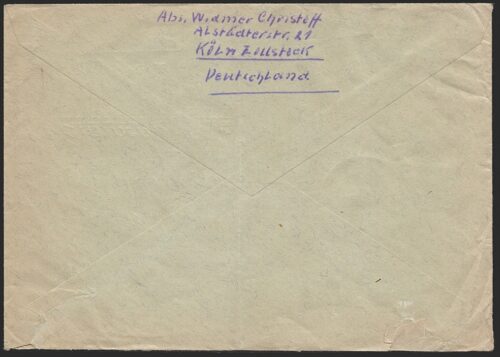 Abs. Widmer Christoff
Alstädterstr. 21
Köln Zollstock
Deutschland